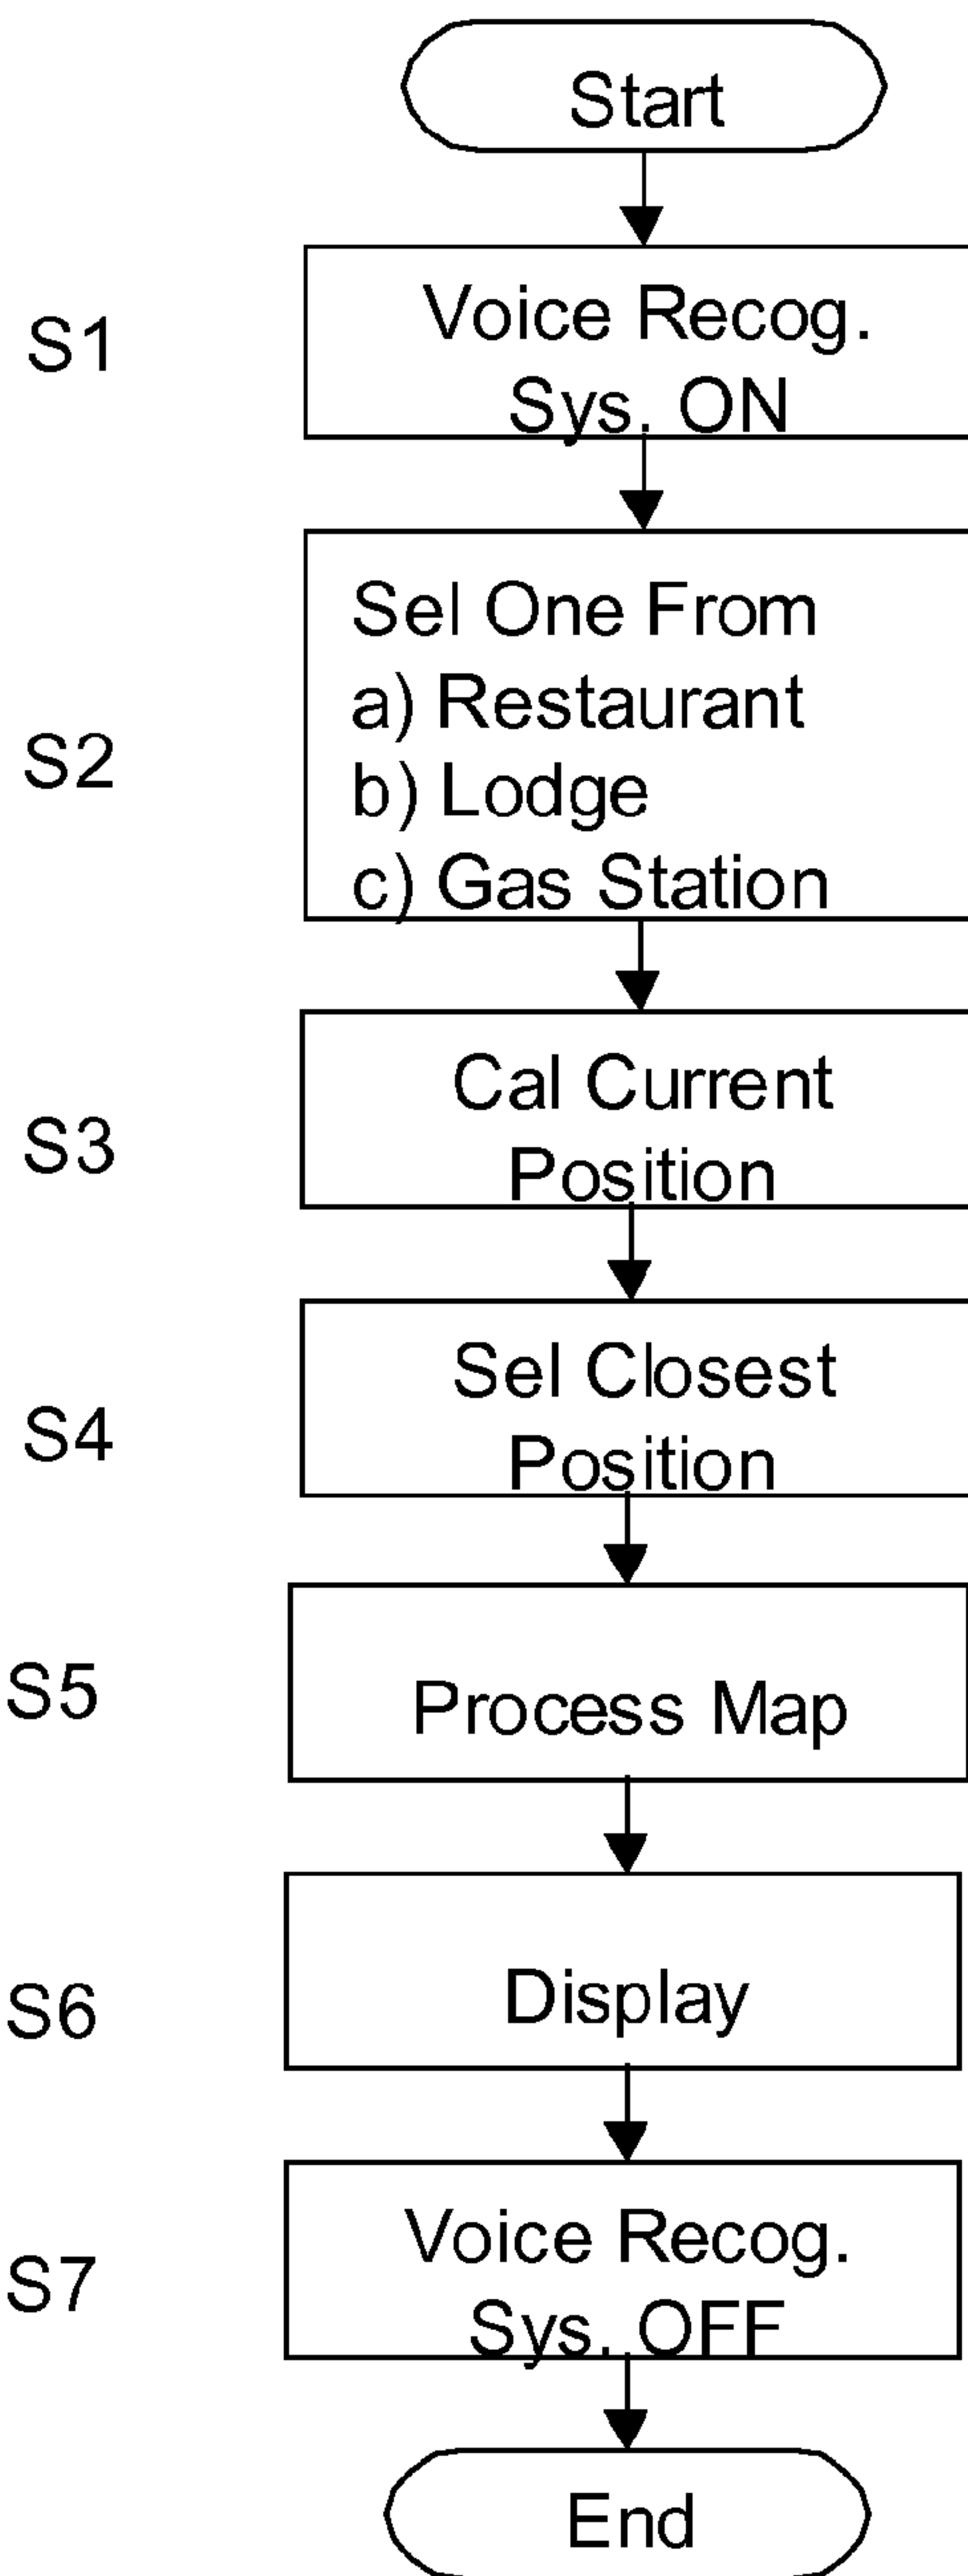 Start
S1
Voice Recog.
Sys. ON
S2
Sel One From
a) Restaurant
b) Lodge
c) Gas Station
S3
Cal Current
Position
S4
Sel Closest
Position
S5
Process Map
S6
Display
S7
Voice Recog.
Sys. OFF
End